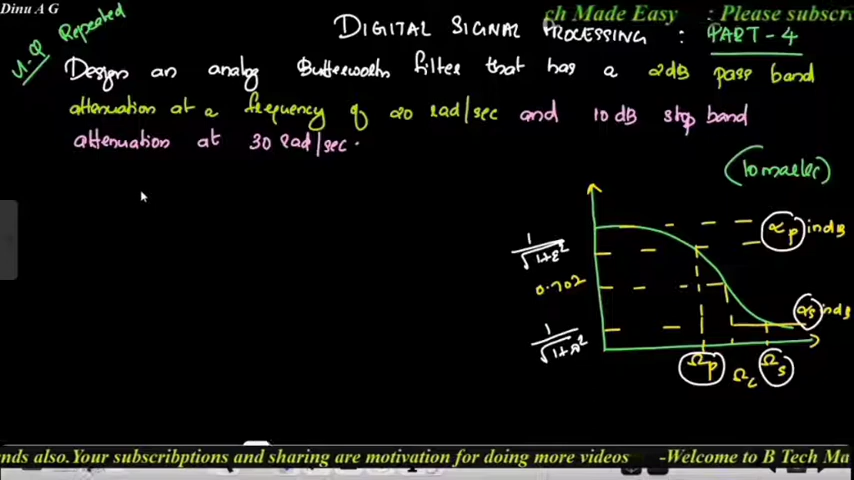 Dinu A G
ch Made Easy : Please subscr
U.Q Repeated
DIGITAL SIGNAL PROCESSING : PART-4
Design an analog Butterworth filter that has a 2dB pass band
attenuation at a frequency of 20 rad/sec and 10 dB stop band
attenuation at 30 rad/sec.
(10 marks)
αp in dB
1/√1+ε²
0.702
αs in dB
1/√1+λ²
Ωp Ωc Ωs
nds also.Your subscribptions and sharing are motivation for doing more videos -Welcome to B Tech Ma